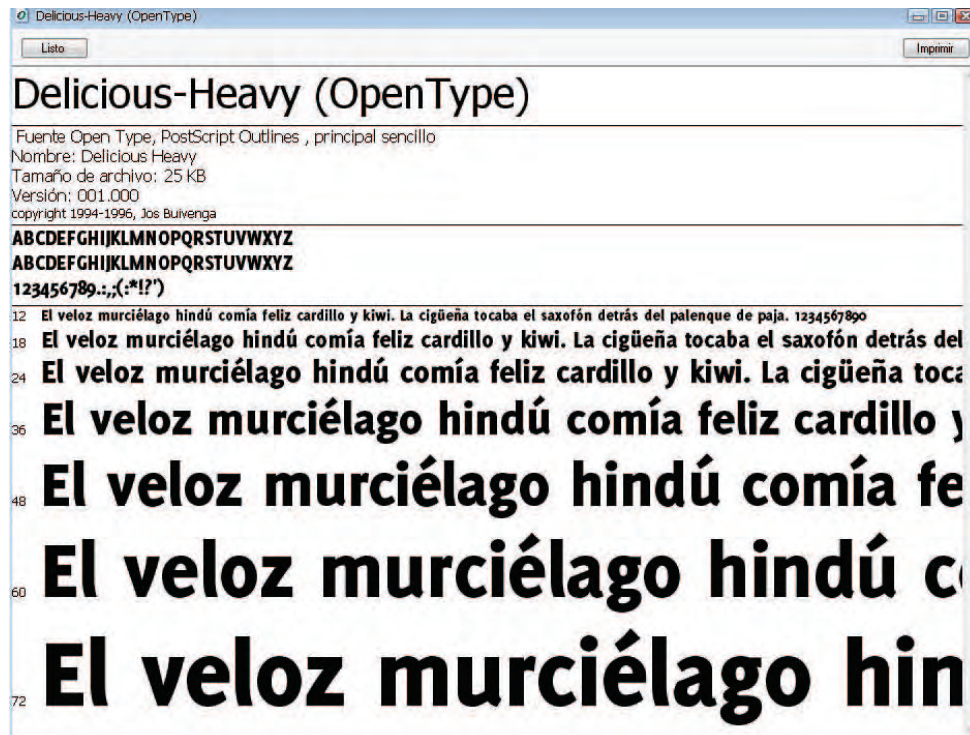 Delicious-Heavy (OpenType)
Listo
Imprimir
Delicious-Heavy (OpenType)
Fuente Open Type, PostScript Outlines , principal sencillo
Nombre: Delicious Heavy
Tamaño de archivo: 25 KB
Versión: 001.000
copyright 1994-1996, Jos Buivenga
ABCDEFGHIJKLMNOPQRSTUVWXYZ
ABCDEFGHIJKLMNOPQRSTUVWXYZ
123456789.:,;(:*!?')
12 El veloz murciélago hindú comía feliz cardillo y kiwi. La cigüeña tocaba el saxofón detrás del palenque de paja. 1234567890
18 El veloz murciélago hindú comía feliz cardillo y kiwi. La cigüeña tocaba el saxofón detrás del
24 El veloz murciélago hindú comía feliz cardillo y kiwi. La cigüeña toca
36 El veloz murciélago hindú comía feliz cardillo y
48 El veloz murciélago hindú comía fe
60 El veloz murciélago hindú c
72 El veloz murciélago hin